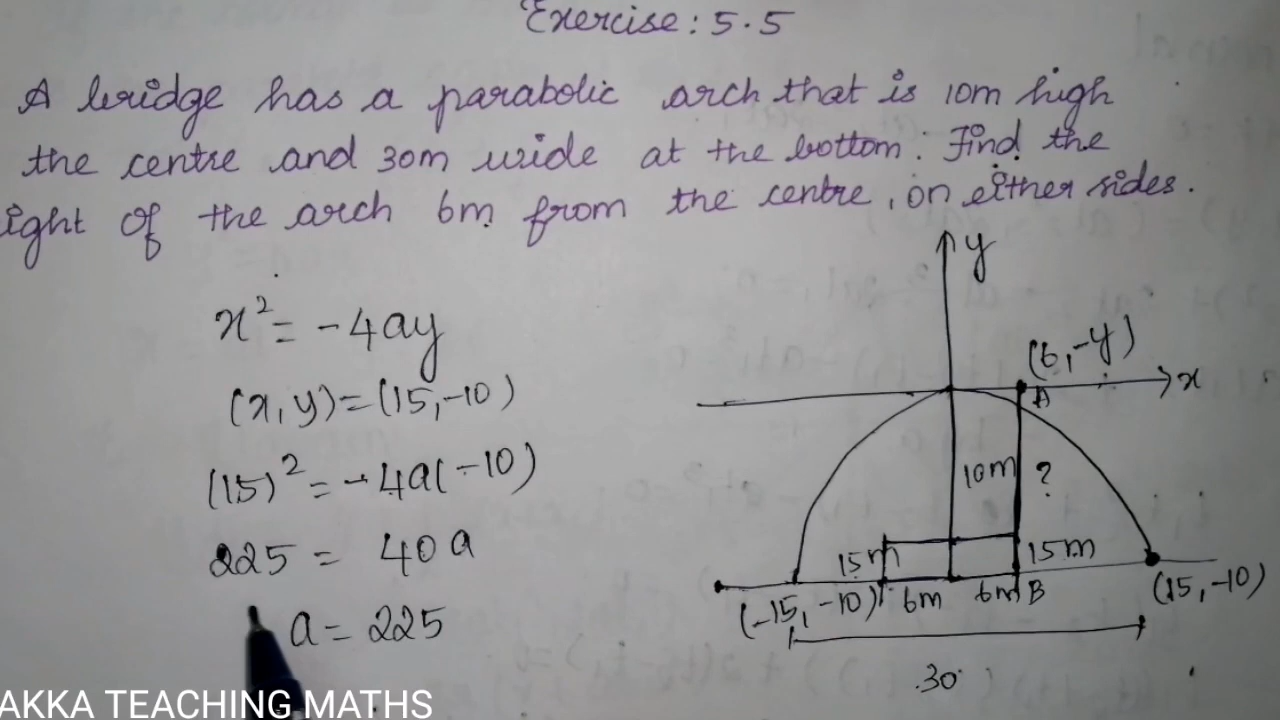 Exercise: 5.5
A bridge has a parabolic arch that is 10m high
the centre and 30m wide at the bottom. Find the
ight of the arch 6m from the centre, on either sides.
x² = -4ay
(x,y)=(15,-10)
(15)² = -4a(-10)
225 = 40a
a= 225
y
(6,-y)
x
A
10m ?
15m 15m
(-15,-10) 6m 6m B (15,-10)
30
AKKA TEACHING MATHS